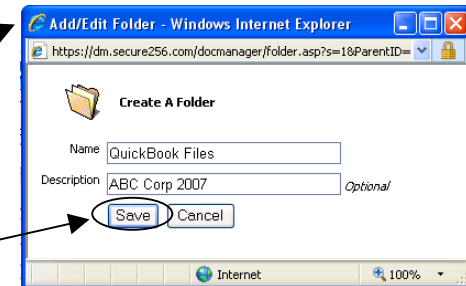 Add/Edit Folder - Windows Internet Explorer
https://dm.secure256.com/docmanager/folder.asp?s=1&ParentID=
Create A Folder
Name QuickBook Files
Description ABC Corp 2007 Optional
Save Cancel
Internet 100%